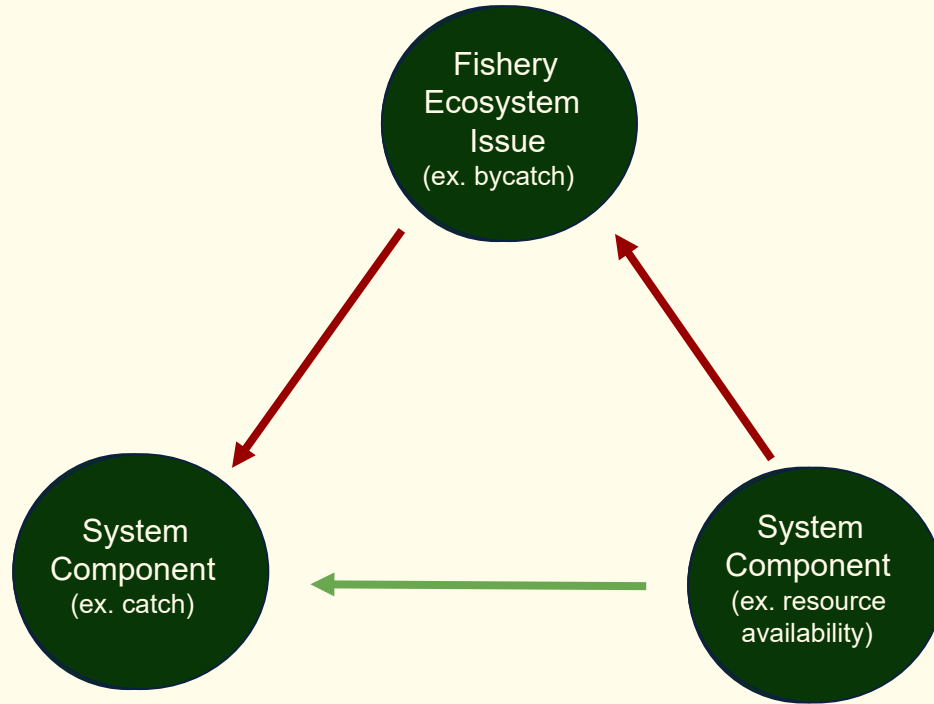 Fishery
Ecosystem
Issue
(ex. bycatch)
System
Component
(ex. catch)
System
Component
(ex. resource
availability)